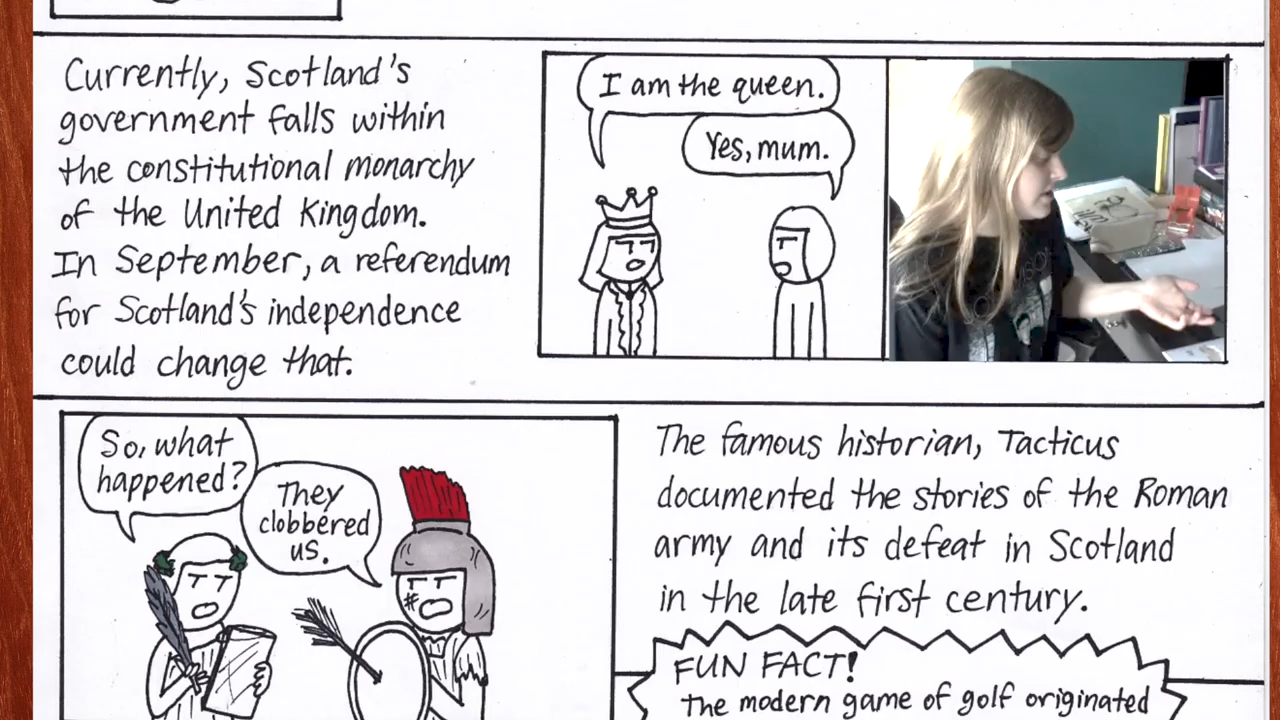 Currently, Scotland's
government falls within
the constitutional monarchy
of the United Kingdom.
In September, a referendum
for Scotland's independence
could change that.
I am the queen.
Yes, mum.
So, what
happened?
They
clobbered
us.
The famous historian, Tacticus
documented the stories of the Roman
army and its defeat in Scotland
in the late first century.
FUN FACT!
The modern game of golf originated